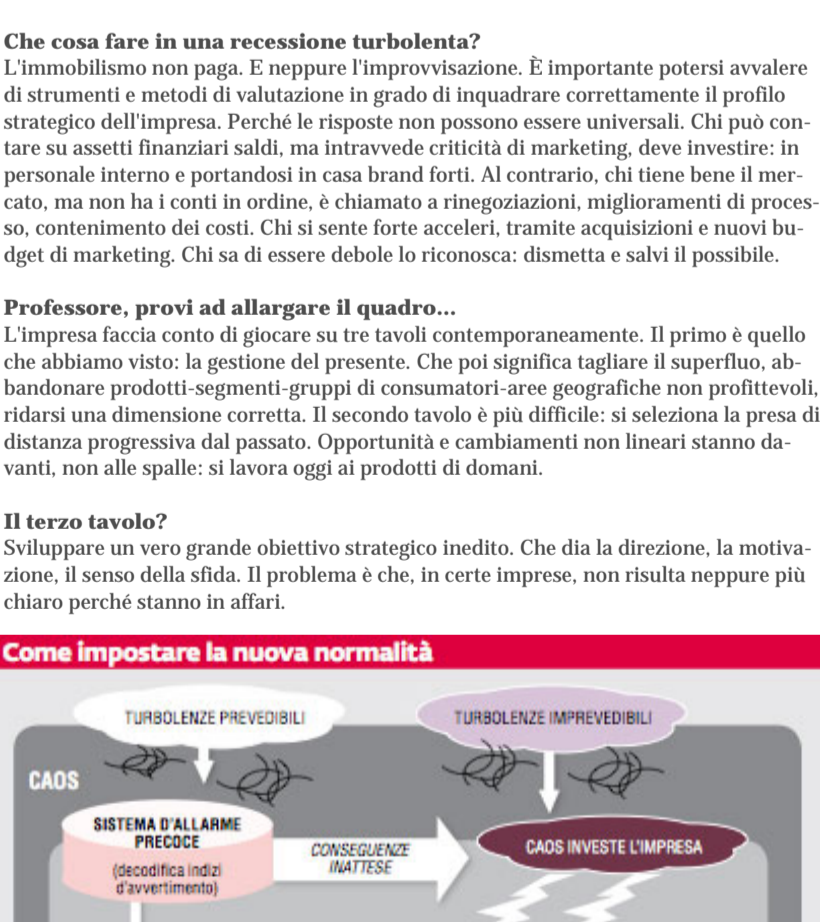 Che cosa fare in una recessione turbolenta?
L'immobilismo non paga. E neppure l'improvvisazione. È importante potersi avvalere
di strumenti e metodi di valutazione in grado di inquadrare correttamente il profilo
strategico dell'impresa. Perché le risposte non possono essere universali. Chi può con-
tare su assetti finanziari saldi, ma intravvede criticità di marketing, deve investire: in
personale interno e portandosi in casa brand forti. Al contrario, chi tiene bene il mer-
cato, ma non ha i conti in ordine, è chiamato a rinegoziazioni, miglioramenti di proces-
so, contenimento dei costi. Chi si sente forte acceleri, tramite acquisizioni e nuovi bu-
dget di marketing. Chi sa di essere debole lo riconosca: dismetta e salvi il possibile.
Professore, provi ad allargare il quadro...
L'impresa faccia conto di giocare su tre tavoli contemporaneamente. Il primo è quello
che abbiamo visto: la gestione del presente. Che poi significa tagliare il superfluo, ab-
bandonare prodotti-segmenti-gruppi di consumatori-aree geografiche non profittevoli,
ridarsi una dimensione corretta. Il secondo tavolo è più difficile: si seleziona la presa di
distanza progressiva dal passato. Opportunità e cambiamenti non lineari stanno da-
vanti, non alle spalle: si lavora oggi ai prodotti di domani.
Il terzo tavolo?
Sviluppare un vero grande obiettivo strategico inedito. Che dia la direzione, la motiva-
zione, il senso della sfida. Il problema è che, in certe imprese, non risulta neppure più
chiaro perché stanno in affari.
Come impostare la nuova normalità
TURBOLENZE PREVEDIBILI
TURBOLENZE IMPREVEDIBILI
CAOS
SISTEMA D'ALLARME
PRECOCE
(decodifica indizi
d'avvertimento)
CONSEGUENZE
INATTESE
CAOS INVESTE L'IMPRESA